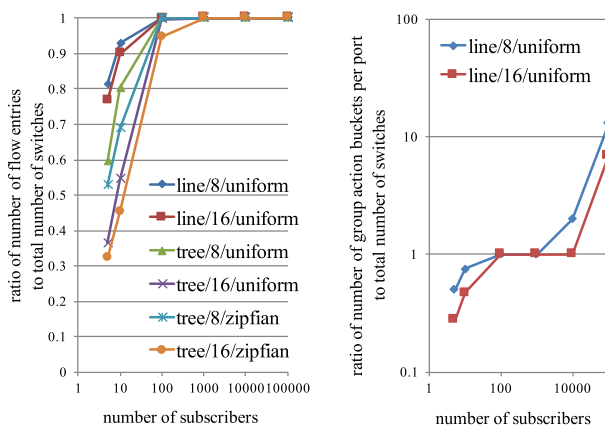 ratio of number of flow entries
to total number of switches
1
0.9
0.8
0.7
0.6
0.5
0.4
0.3
0.2
0.1
0
line/8/uniform
line/16/uniform
tree/8/uniform
tree/16/uniform
tree/8/zipfian
tree/16/zipfian
1 10 100 1000 10000 100000
number of subscribers
ratio of number of group action buckets per port
to total number of switches
100
10
1
0.1
line/8/uniform
line/16/uniform
1 100 10000
number of subscribers